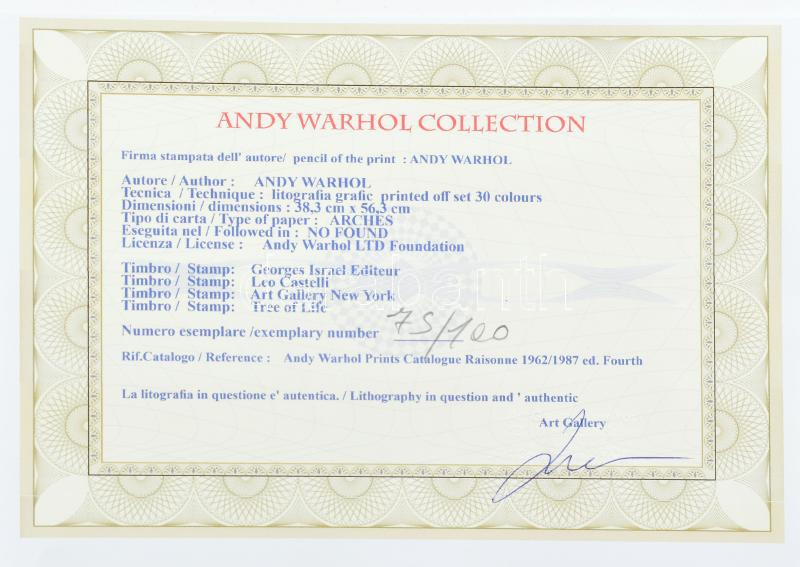 ANDY WARHOL COLLECTION
Firma stampata dell' autore/ pencil of the print : ANDY WARHOL
Autore / Author : ANDY WARHOL
Tecnica / Technique : litografia grafic printed off set 30 colours
Dimensioni / dimensions : 38,3 cm x 56,3 cm
Tipo di carta / Type of paper : ARCHES
Eseguita nel / Followed in : NO FOUND
Licenza / License : Andy Warhol LTD Foundation
Timbro / Stamp: Georges Israel Editeur
Timbro / Stamp: Leo Castelli
Timbro / Stamp: Art Gallery New York
Timbro / Stamp: Tree of Life
Numero esemplare /exemplary number 75/100
Rif.Catalogo / Reference : Andy Warhol Prints Catalogue Raisonne 1962/1987 ed. Fourth
La litografia in questione e' autentica. / Lithography in question and ' authentic
Art Gallery